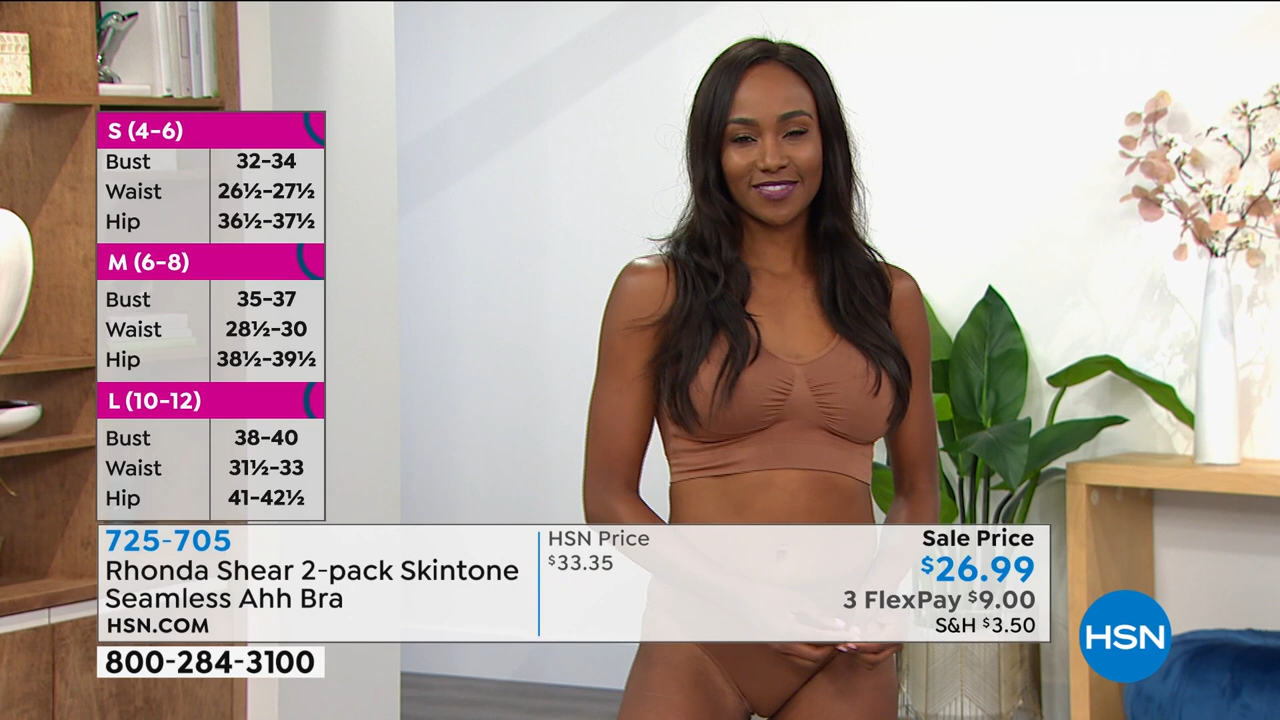 S (4-6)
Bust 32-34
Waist 26½-27½
Hip 36½-37½
M (6-8)
Bust 35-37
Waist 28½-30
Hip 38½-39½
L (10-12)
Bust 38-40
Waist 31½-33
Hip 41-42½
725-705
Rhonda Shear 2-pack Skintone
Seamless Ahh Bra
HSN.COM
HSN Price
$33.35
Sale Price
$26.99
3 FlexPay $9.00
S&H $3.50
HSN
800-284-3100